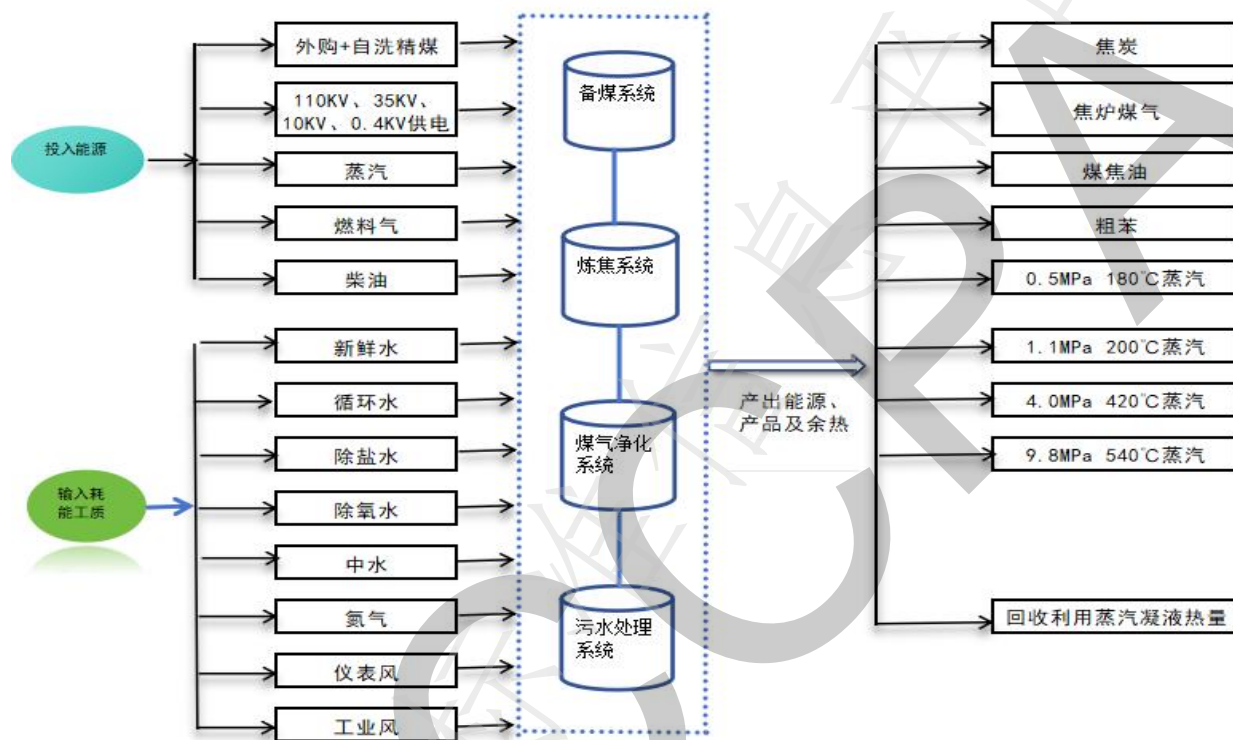 投入能源
外购+自洗精煤
110KV、35KV、
10KV、0.4KV供电
蒸汽
燃料气
柴油
输入耗
能工质
新鲜水
循环水
除盐水
除氧水
中水
氮气
仪表风
工业风
备煤系统
炼焦系统
煤气净化
系统
污水处理
系统
产出能源、
产品及余热
焦炭
焦炉煤气
煤焦油
粗苯
0.5MPa 180℃蒸汽
1.1MPa 200℃蒸汽
4.0MPa 420℃蒸汽
9.8MPa 540℃蒸汽
回收利用蒸汽凝液热量
CCPA